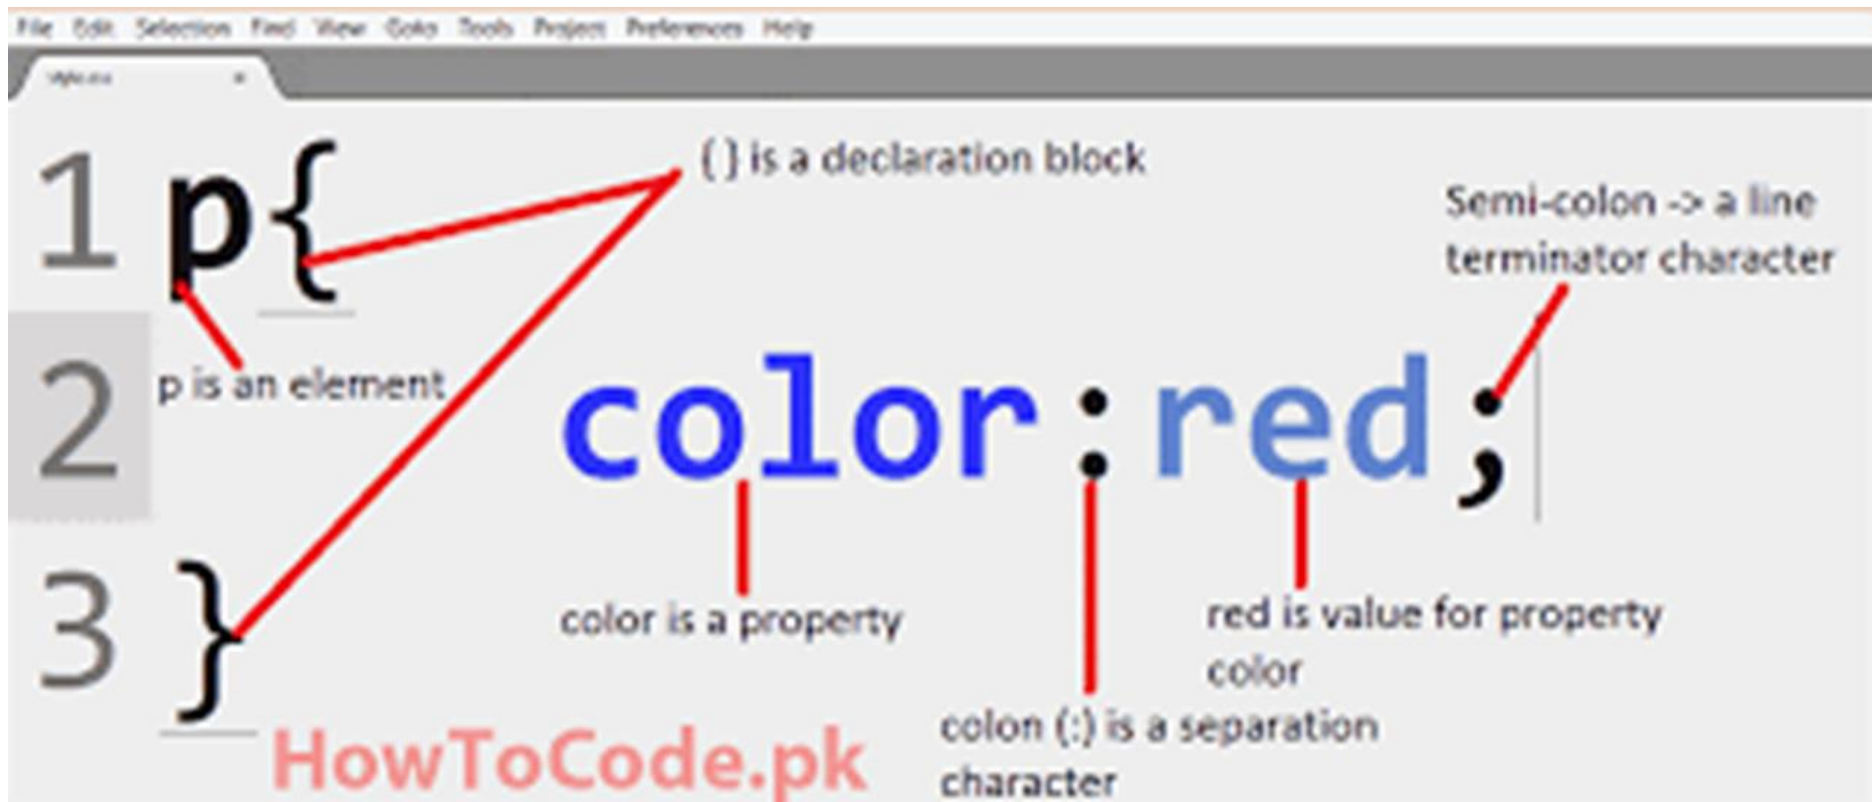 File Edit Selection Find View Goto Tools Project Preferences Help
1 p{
{ } is a declaration block
Semi-colon -> a line
terminator character
p is an element
2 color:red;
3 }
color is a property
red is value for property
color
colon (:) is a separation
character
HowToCode.pk